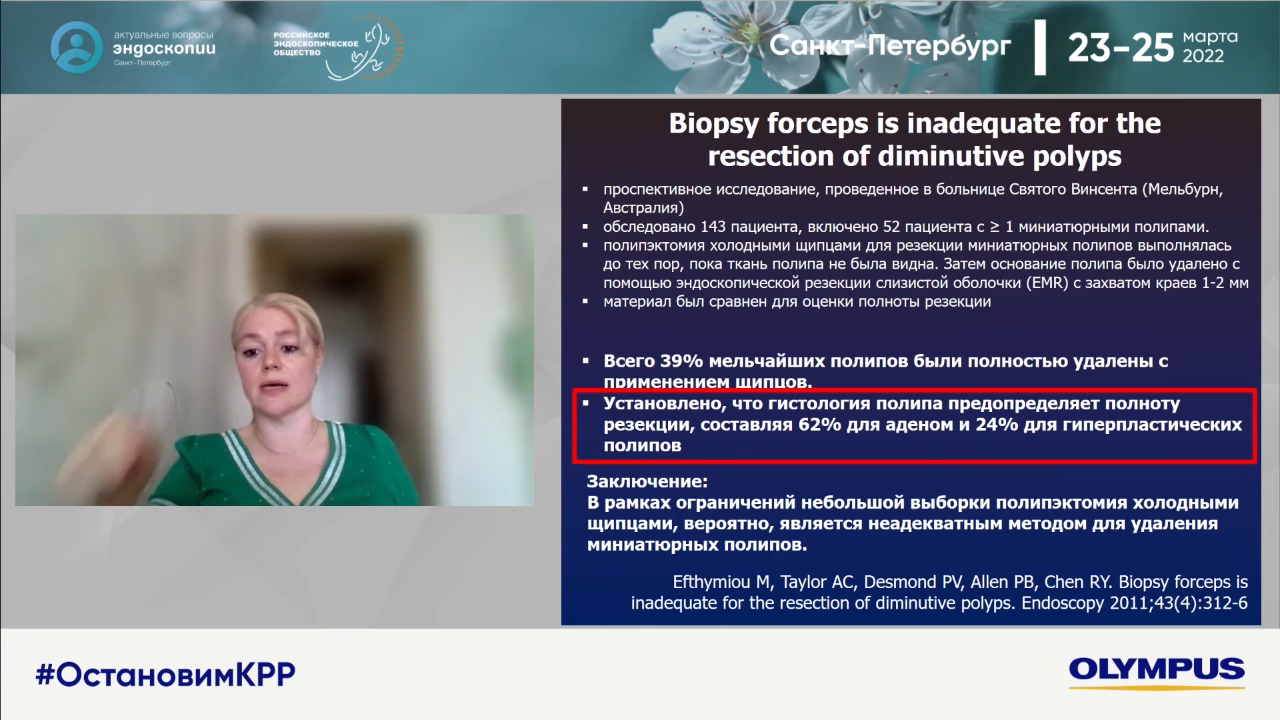 актуальные вопросы
эндоскопии
Санкт-Петербург
РОССИЙСКОЕ
ЭНДОСКОПИЧЕСКОЕ
ОБЩЕСТВО
Санкт-Петербург
23-25
марта
2022
Biopsy forceps is inadequate for the
resection of diminutive polyps
▪ проспективное исследование, проведенное в больнице Святого Винсента (Мельбурн,
Австралия)
▪ обследовано 143 пациента, включено 52 пациента с ≥ 1 миниатюрными полипами.
▪ полипэктомия холодными щипцами для резекции миниатюрных полипов выполнялась
до тех пор, пока ткань полипа не была видна. Затем основание полипа было удалено с
помощью эндоскопической резекции слизистой оболочки (EMR) с захватом краев 1-2 мм
▪ материал был сравнен для оценки полноты резекции
▪ Всего 39% мельчайших полипов были полностью удалены с
применением щипцов.
▪ Установлено, что гистология полипа предопределяет полноту
резекции, составляя 62% для аденом и 24% для гиперпластических
полипов
Заключение:
В рамках ограничений небольшой выборки полипэктомия холодными
щипцами, вероятно, является неадекватным методом для удаления
миниатюрных полипов.
Efthymiou M, Taylor AC, Desmond PV, Allen PB, Chen RY. Biopsy forceps is
inadequate for the resection of diminutive polyps. Endoscopy 2011;43(4):312-6
#ОстановимКРР
OLYMPUS